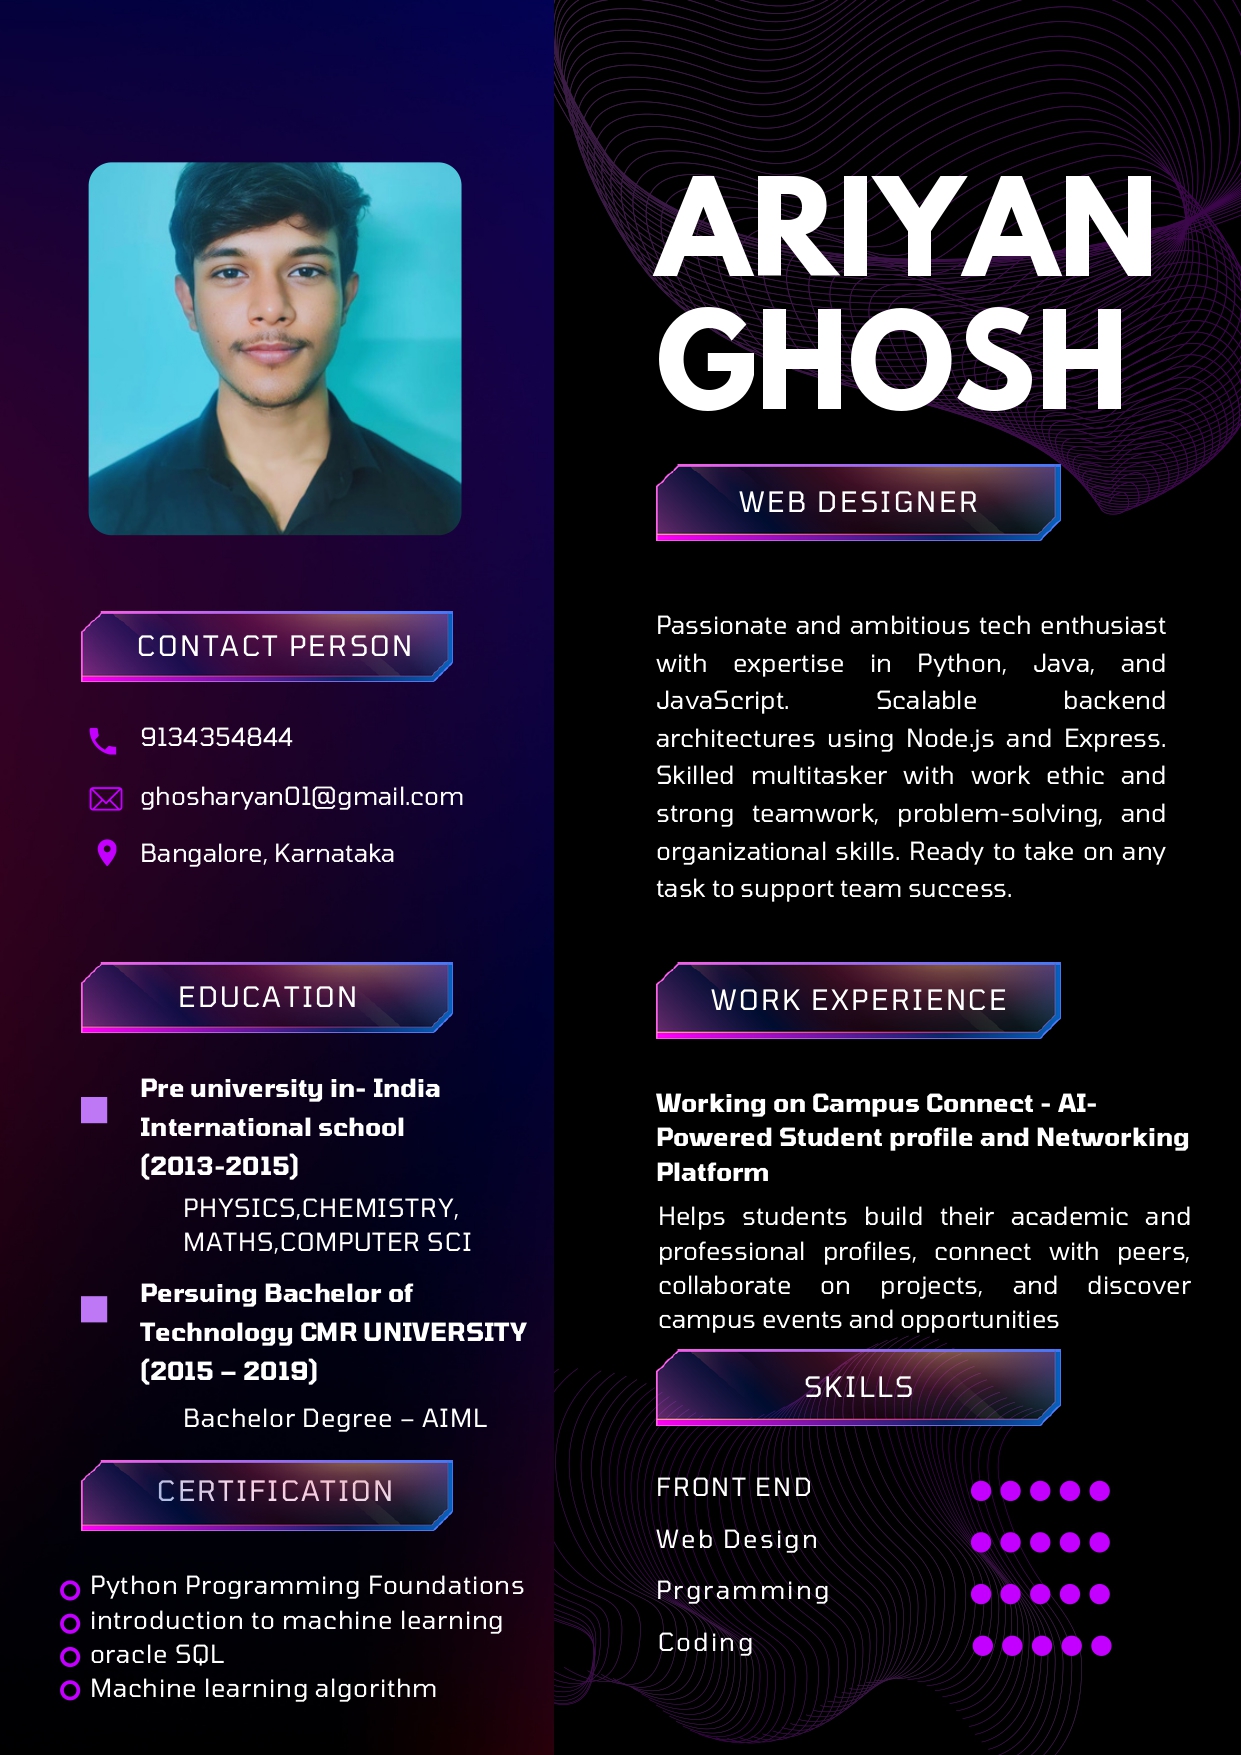 ARIYAN
GHOSH
WEB DESIGNER
CONTACT PERSON
9134354844
ghosharyan01@gmail.com
Bangalore, Karnataka
EDUCATION
Pre university in- India
International school
(2013-2015)
PHYSICS,CHEMISTRY,
MATHS,COMPUTER SCI
Persuing Bachelor of
Technology CMR UNIVERSITY
(2015 – 2019)
Bachelor Degree – AIML
CERTIFICATION
Python Programming Foundations
introduction to machine learning
oracle SQL
Machine learning algorithm
Passionate and ambitious tech enthusiast
with expertise in Python, Java, and
JavaScript. Scalable backend
architectures using Node.js and Express.
Skilled multitasker with work ethic and
strong teamwork, problem-solving, and
organizational skills. Ready to take on any
task to support team success.
WORK EXPERIENCE
Working on Campus Connect - AI-
Powered Student profile and Networking
Platform
Helps students build their academic and
professional profiles, connect with peers,
collaborate on projects, and discover
campus events and opportunities
SKILLS
FRONT END
Web Design
Prgramming
Coding